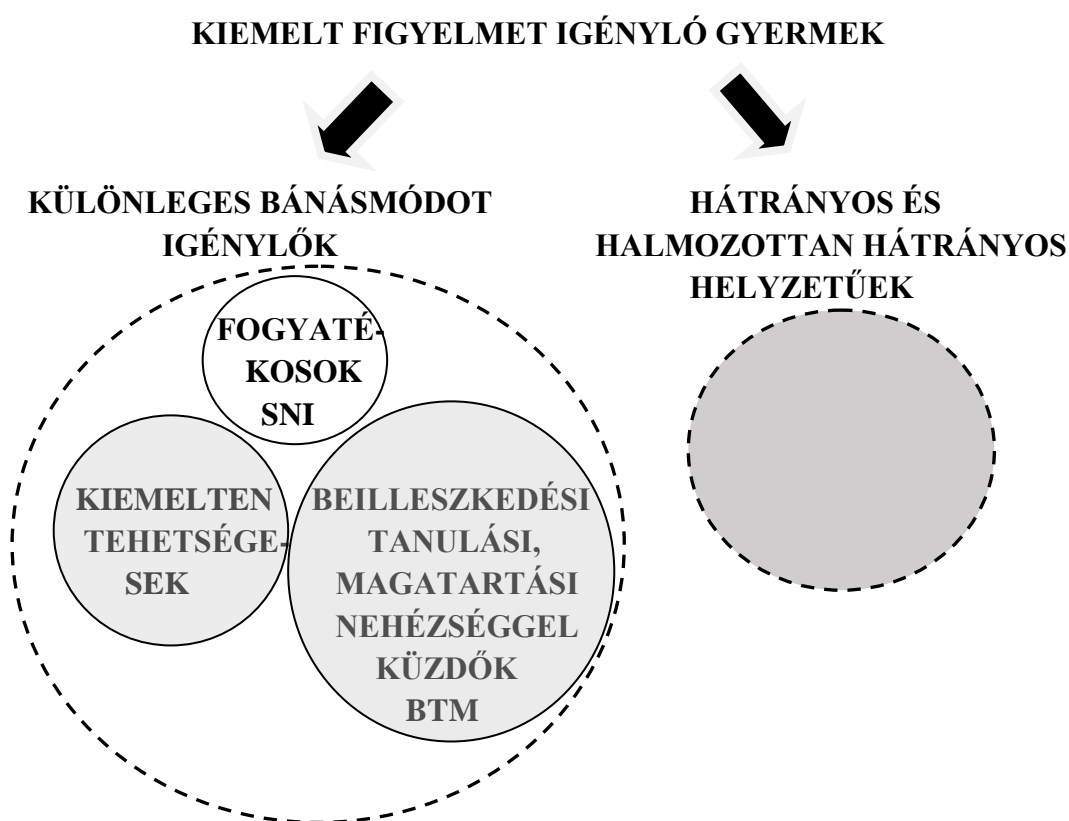 KIEMELT FIGYELMET IGÉNYLÓ GYERMEK
KÜLÖNLEGES BÁNÁSMÓDOT
IGÉNYLŐK
HÁTRÁNYOS ÉS
HALMOZOTTAN HÁTRÁNYOS
HELYZETŰEK
FOGYATÉ-
KOSOK
SNI
KIEMELTEN
TEHETSÉGE-
SEK
BEILLESZKEDÉSI
TANULÁSI,
MAGATARTÁSI
NEHÉZSÉGGEL
KÜZDŐK
BTM